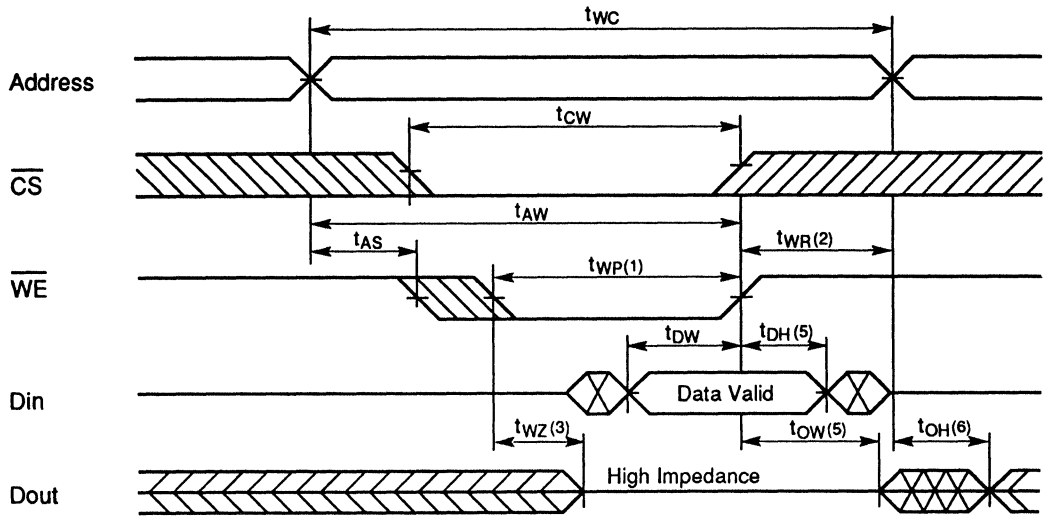 tWC
Address
tCW
CS
tAW
tAS
tWR(2)
WE
tWP(1)
tDW
tDH(5)
Din
Data Valid
tWZ(3)
tOW(5)
tOH(6)
High Impedance
Dout